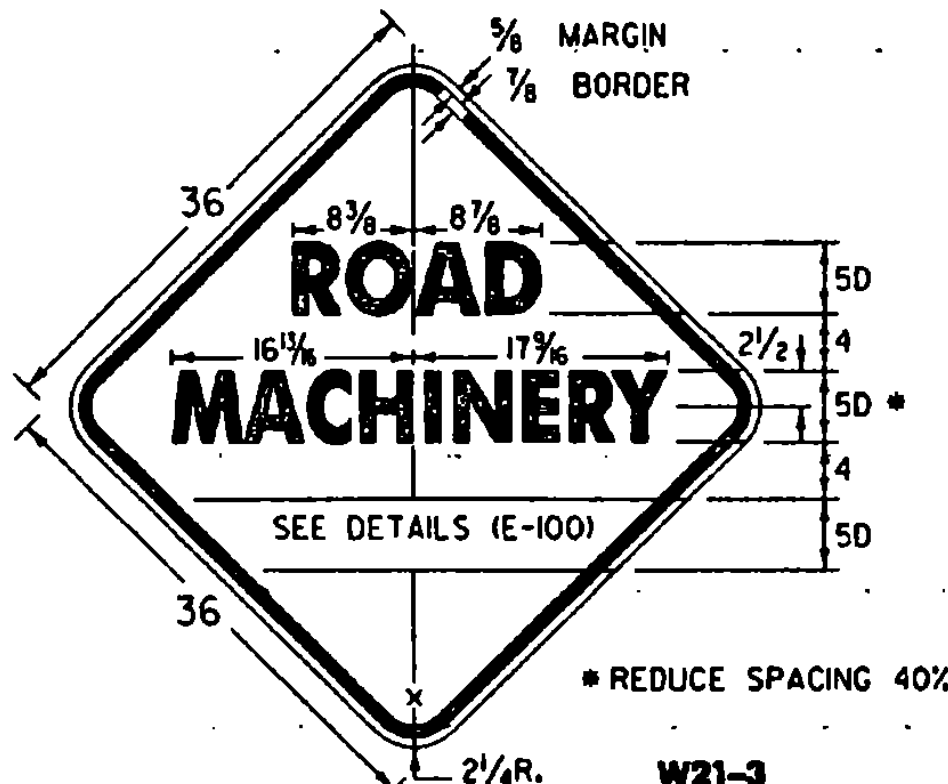 5/8 MARGIN
7/8 BORDER
36
8 3/8 8 7/8
ROAD
5D
16 13/16 17 9/16
2 1/2
4
MACHINERY
5D *
4
SEE DETAILS (E-100)
5D
36
* REDUCE SPACING 40%
x
2 1/4 R.
W21-3